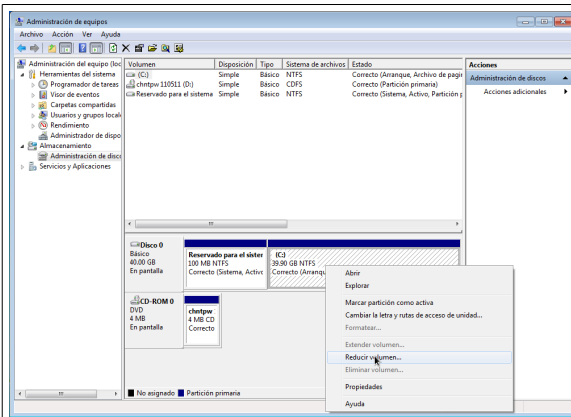 Administración de equipos
Archivo Acción Ver Ayuda
Administración del equipo (loc
Herramientas del sistema
Programador de tareas
Visor de eventos
Carpetas compartidas
Usuarios y grupos locale
Rendimiento
Administrador de dispo
Almacenamiento
Administración de disco
Servicios y Aplicaciones
Volumen Disposición Tipo Sistema de archivos Estado
(C:) Simple Básico NTFS Correcto (Arranque, Archivo de pagin
chntpw 110511 (D:) Simple Básico CDFS Correcto (Partición primaria)
Reservado para el sistema Simple Básico NTFS Correcto (Sistema, Activo, Partición p
Acciones
Administración de discos
Acciones adicionales
Disco 0
Básico
40.00 GB
En pantalla
Reservado para el sister
100 MB NTFS
Correcto (Sistema, Activo
(C:)
39.90 GB NTFS
Correcto (Arranqu
CD-ROM 0
DVD
4 MB
En pantalla
chntpw
4 MB CD
Correcto
Abrir
Explorar
Marcar partición como activa
Cambiar la letra y rutas de acceso de unidad...
Formatear...
Extender volumen...
Reducir volumen...
Eliminar volumen...
Propiedades
Ayuda
No asignado Partición primaria